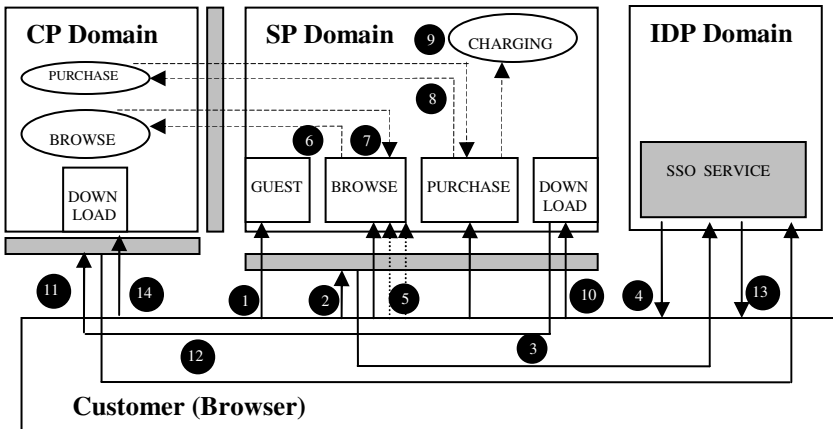 CP Domain
SP Domain
IDP Domain
9
CHARGING
PURCHASE
8
BROWSE
6
7
SSO SERVICE
GUEST
BROWSE
PURCHASE
DOWN
LOAD
DOWN
LOAD
11
14
1
2
5
10
4
13
12
3
Customer (Browser)